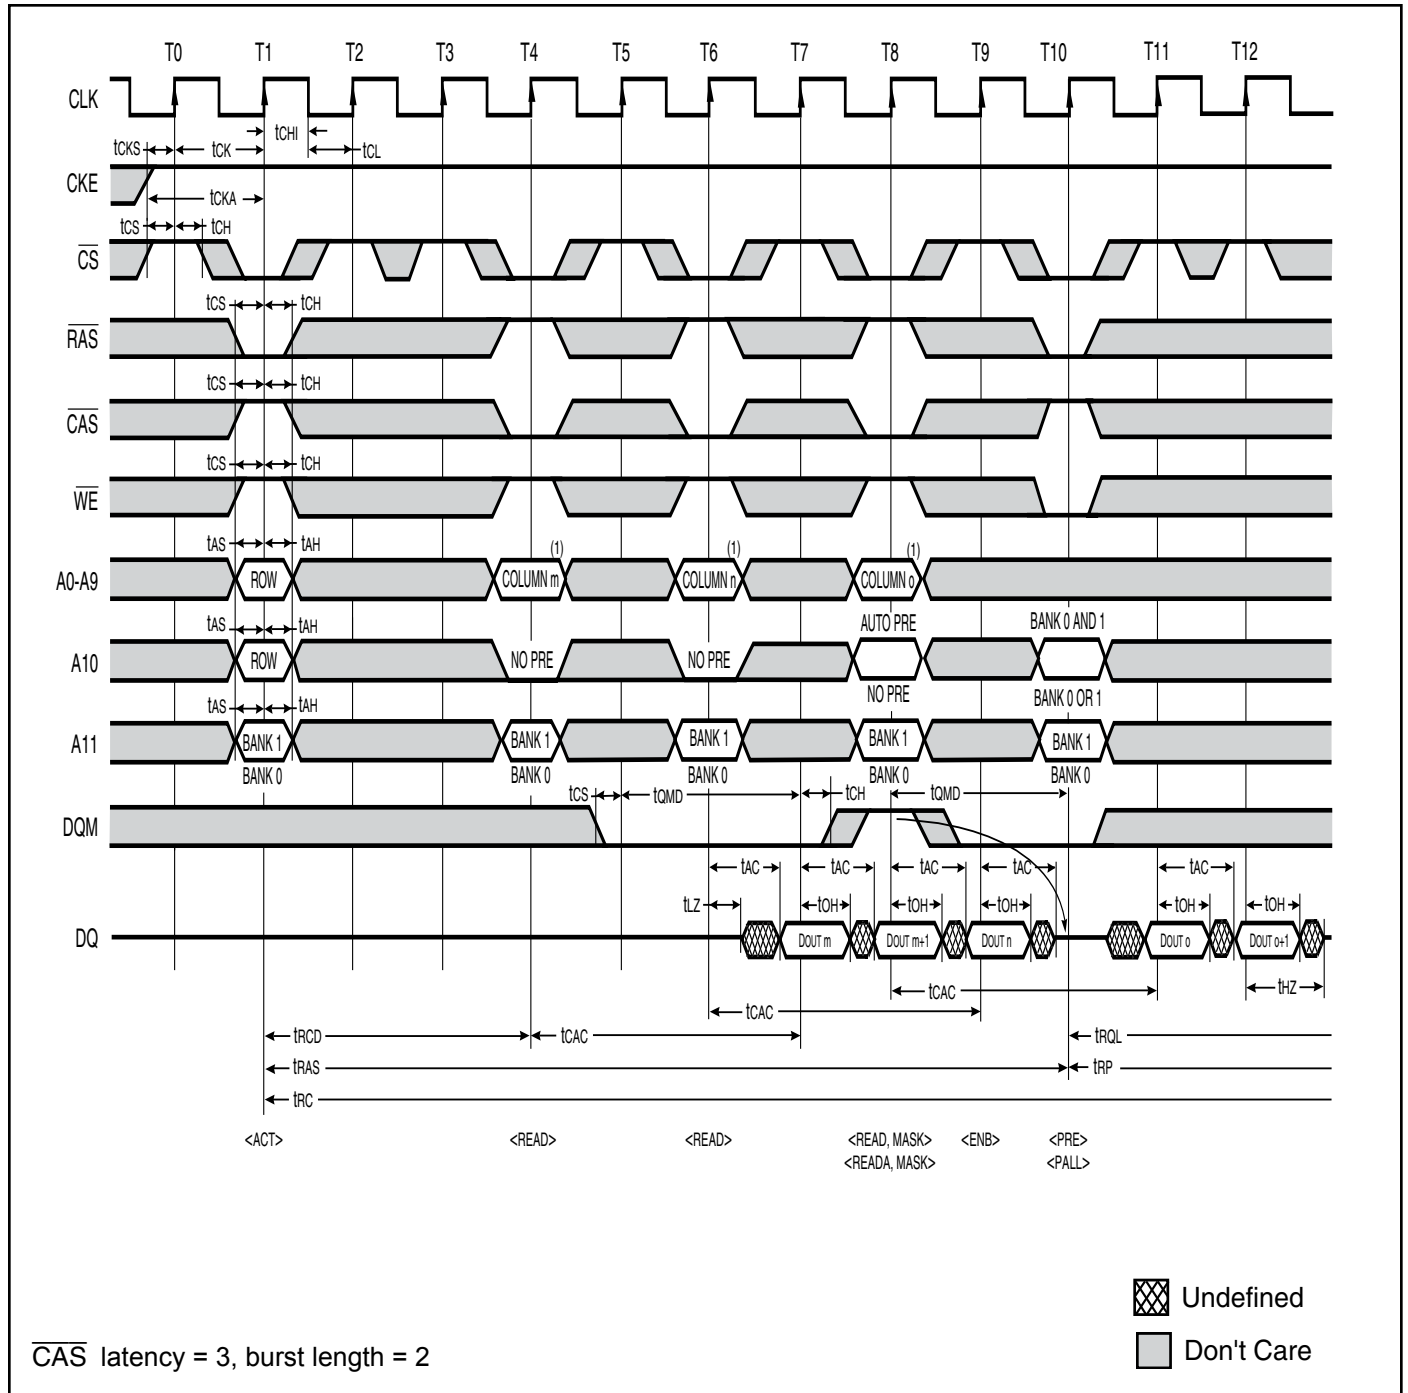 T0 T1 T2 T3 T4 T5 T6 T7 T8 T9 T10 T11 T12
CLK
tCHI
tCKS tCK tCL
CKE
tCKA
tCS tCH
CS
tCS tCH
RAS
tCS tCH
CAS
tCS tCH
WE
tAS tAH (1) (1) (1)
A0-A9 ROW COLUMN m COLUMN n COLUMN o
tAS tAH AUTO PRE BANK 0 AND 1
A10 ROW NO PRE NO PRE
NO PRE BANK 0 OR 1
tAS tAH
A11 BANK 1 BANK 1 BANK 1 BANK 1 BANK 1
BANK 0 BANK 0 BANK 0 BANK 0 BANK 0
tCS tQMD tCH tQMD
DQM
tAC tAC tAC tAC tAC
tLZ tOH tOH tOH tOH tOH
DQ DOUT m DOUT m+1 DOUT n DOUT o DOUT o+1
tCAC tHZ
tCAC
tRCD tCAC tRQL
tRAS tRP
tRC
<ACT> <READ> <READ> <READ, MASK> <ENB> <PRE>
<READA, MASK> <PALL>
Undefined
Don't Care
CAS latency = 3, burst length = 2